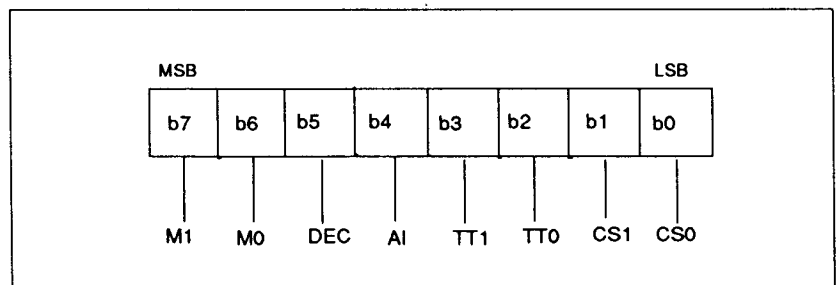 MSB LSB
b7 b6 b5 b4 b3 b2 b1 b0
M1 M0 DEC AI TT1 TT0 CS1 CS0